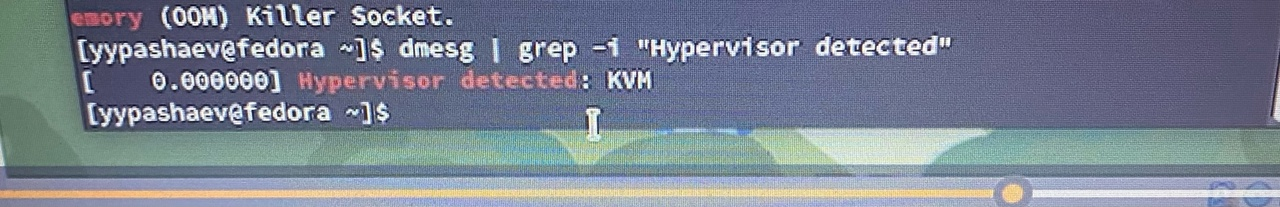 emory (OOM) Killer Socket.
[yypashaev@fedora ~]$ dmesg | grep -i "Hypervisor detected"
[    0.000000] Hypervisor detected: KVM
[yypashaev@fedora ~]$